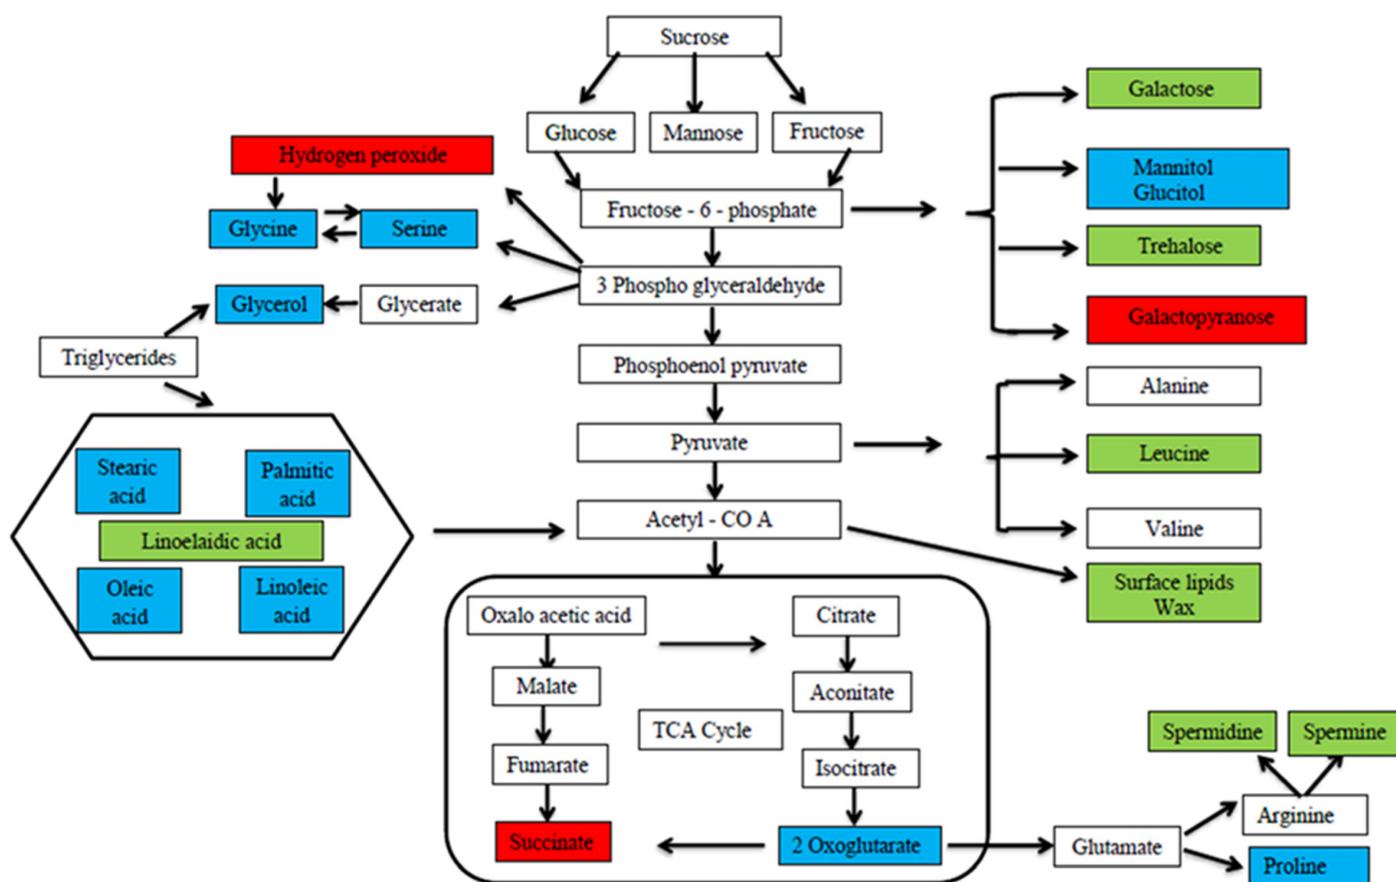 Sucrose
Glucose
Mannose
Fructose
Galactose
Hydrogen peroxide
Mannitol
Glucitol
Fructose - 6 - phosphate
Glycine
Serine
Trehalose
3 Phospho glyceraldehyde
Glycerol
Glycerate
Galactopyranose
Triglycerides
Phosphoenol pyruvate
Alanine
Pyruvate
Leucine
Stearic
acid
Palmitic
acid
Linoelaidic acid
Oleic
acid
Linoleic
acid
Acetyl - CO A
Valine
Surface lipids
Wax
Oxalo acetic acid
Citrate
Malate
Aconitate
TCA Cycle
Fumarate
Isocitrate
Succinate
2 Oxoglutarate
Glutamate
Spermidine
Spermine
Arginine
Proline